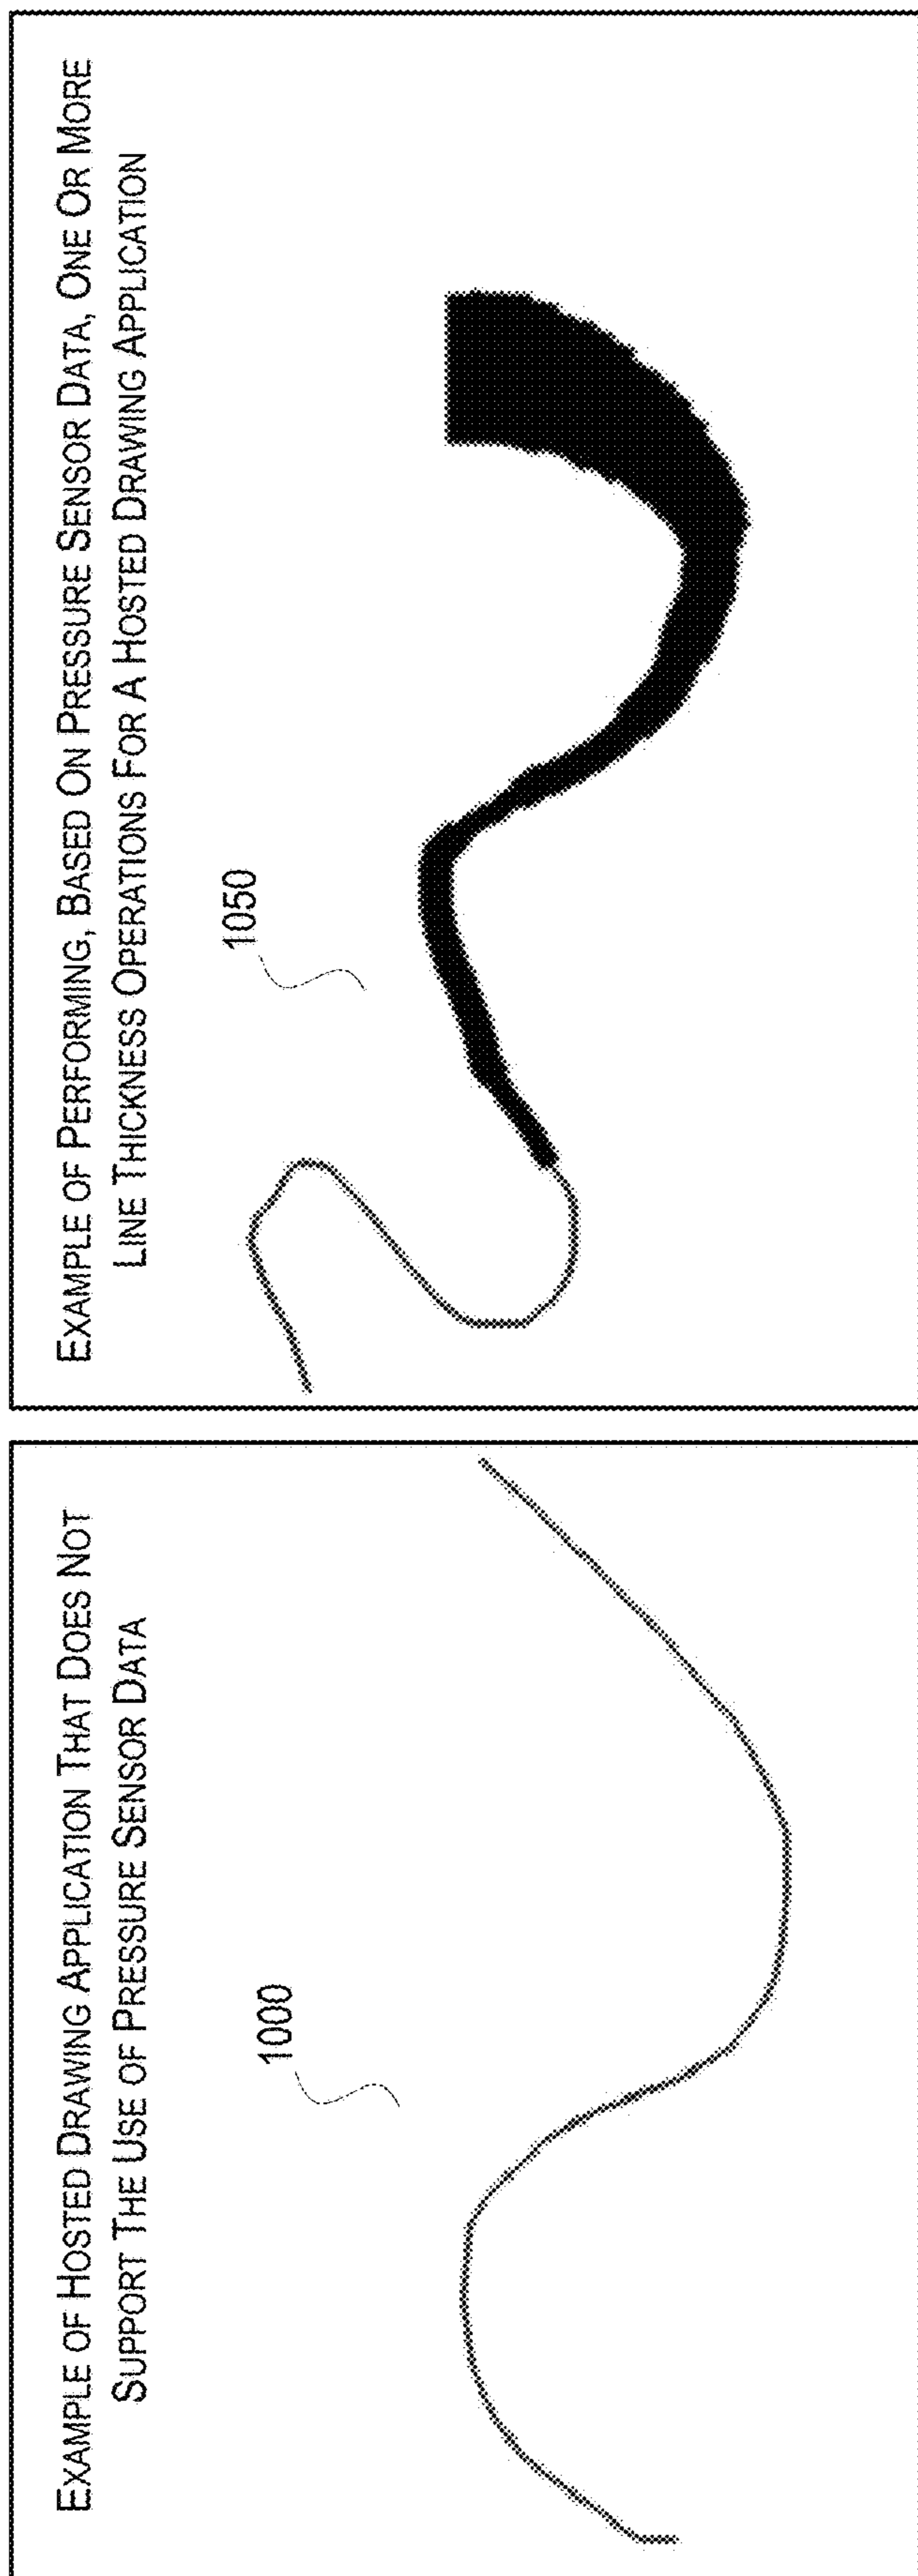 EXAMPLE OF HOSTED DRAWING APPLICATION THAT DOES NOT
SUPPORT THE USE OF PRESSURE SENSOR DATA
1000
EXAMPLE OF PERFORMING, BASED ON PRESSURE SENSOR DATA, ONE OR MORE
LINE THICKNESS OPERATIONS FOR A HOSTED DRAWING APPLICATION
1050